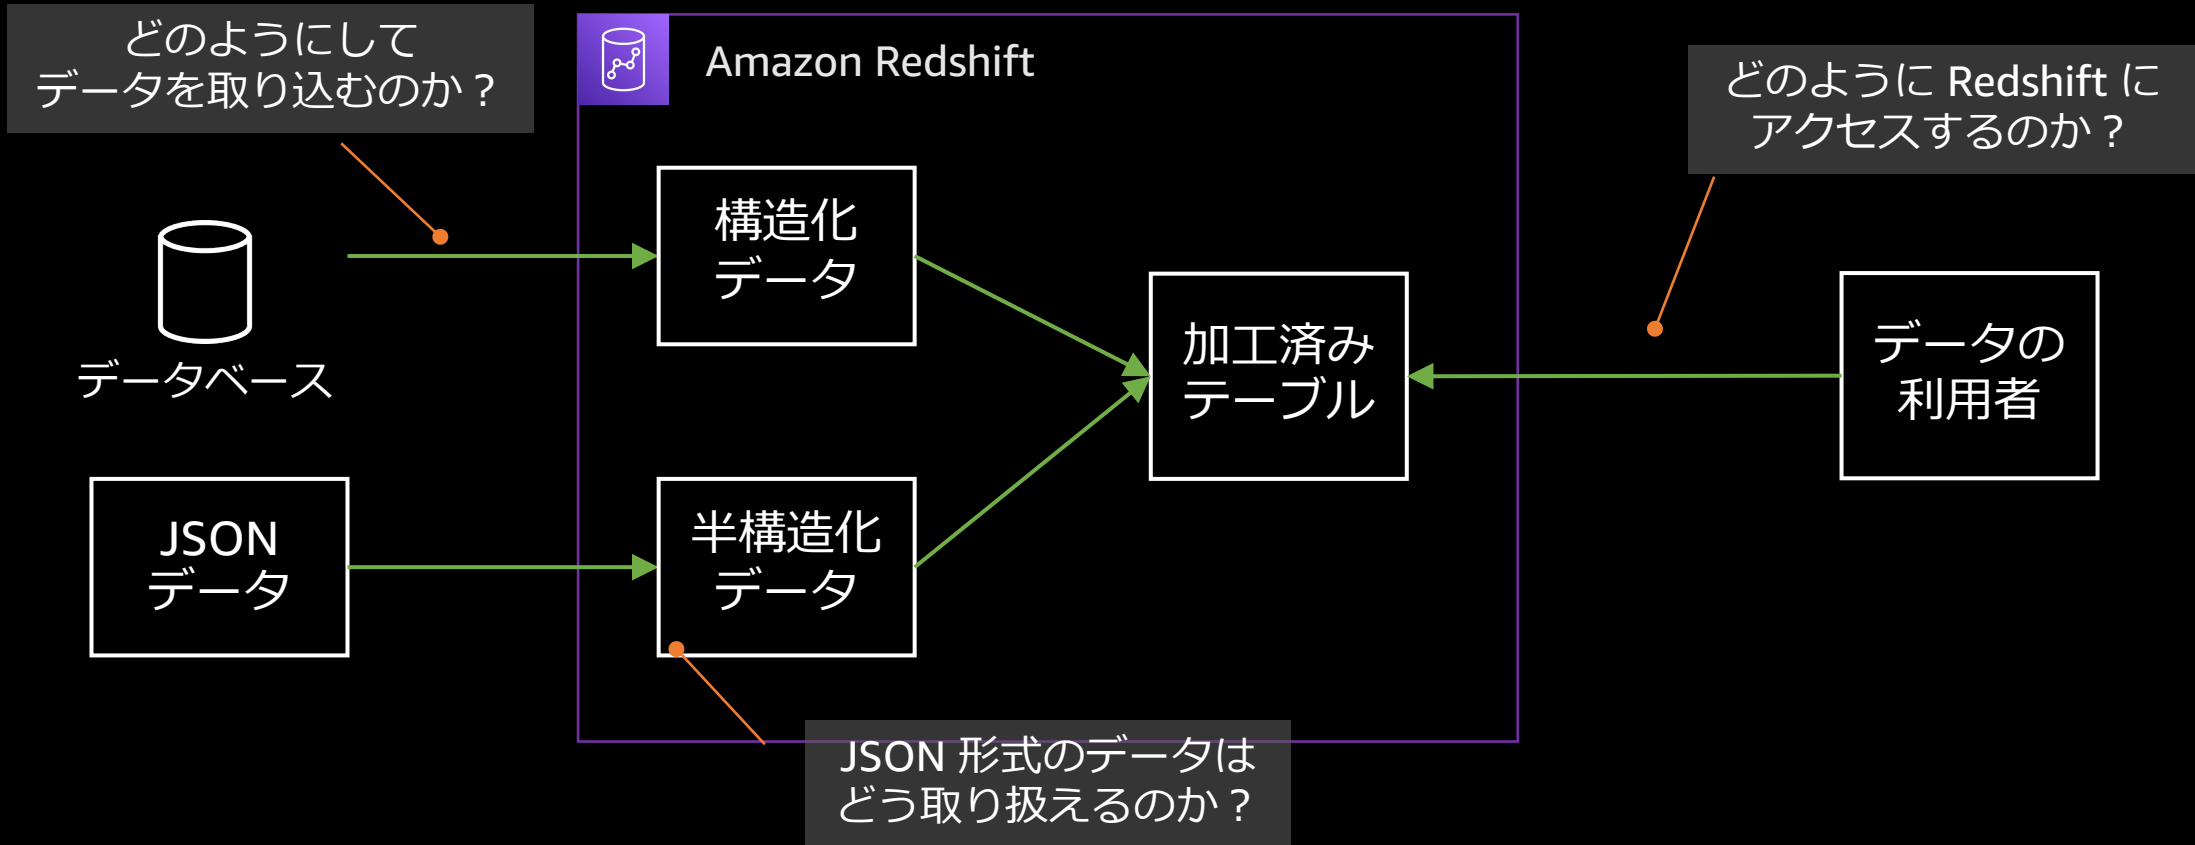 どのようにして
データを取り込むのか？
Amazon Redshift
どのように Redshift に
アクセスするのか？
構造化
データ
データベース
加工済み
テーブル
データの
利用者
JSON
データ
半構造化
データ
JSON 形式のデータは
どう取り扱えるのか？